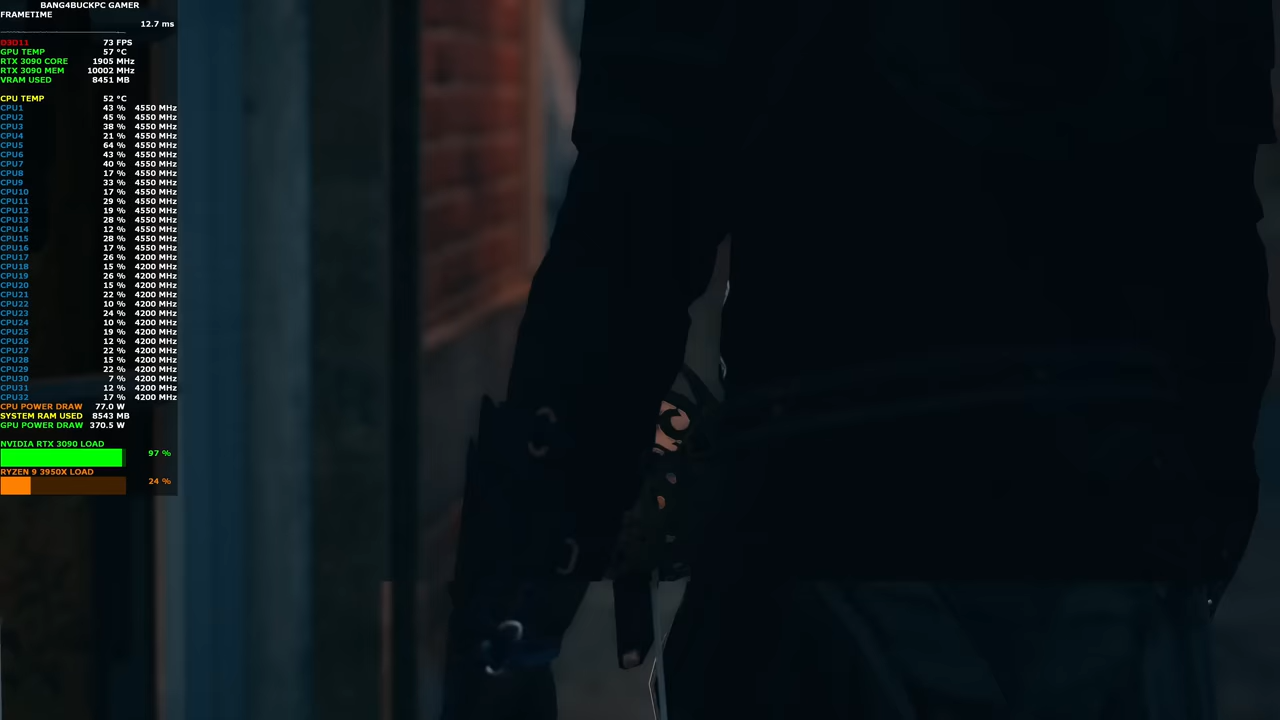 BANG4BUCKPC GAMER
FRAMETIME
12.7 ms
D3D11 73 FPS
GPU TEMP 57 °C
RTX 3090 CORE 1905 MHz
RTX 3090 MEM 10002 MHz
VRAM USED 8451 MB
CPU TEMP 52 °C
CPU1 43 % 4550 MHz
CPU2 45 % 4550 MHz
CPU3 38 % 4550 MHz
CPU4 21 % 4550 MHz
CPU5 64 % 4550 MHz
CPU6 43 % 4550 MHz
CPU7 40 % 4550 MHz
CPU8 17 % 4550 MHz
CPU9 33 % 4550 MHz
CPU10 17 % 4550 MHz
CPU11 29 % 4550 MHz
CPU12 19 % 4550 MHz
CPU13 28 % 4550 MHz
CPU14 12 % 4550 MHz
CPU15 28 % 4550 MHz
CPU16 17 % 4550 MHz
CPU17 26 % 4200 MHz
CPU18 15 % 4200 MHz
CPU19 26 % 4200 MHz
CPU20 15 % 4200 MHz
CPU21 22 % 4200 MHz
CPU22 10 % 4200 MHz
CPU23 24 % 4200 MHz
CPU24 10 % 4200 MHz
CPU25 19 % 4200 MHz
CPU26 12 % 4200 MHz
CPU27 22 % 4200 MHz
CPU28 15 % 4200 MHz
CPU29 22 % 4200 MHz
CPU30 7 % 4200 MHz
CPU31 12 % 4200 MHz
CPU32 17 % 4200 MHz
CPU POWER DRAW 77.0 W
SYSTEM RAM USED 8543 MB
GPU POWER DRAW 370.5 W
NVIDIA RTX 3090 LOAD
97 %
RYZEN 9 3950X LOAD
24 %